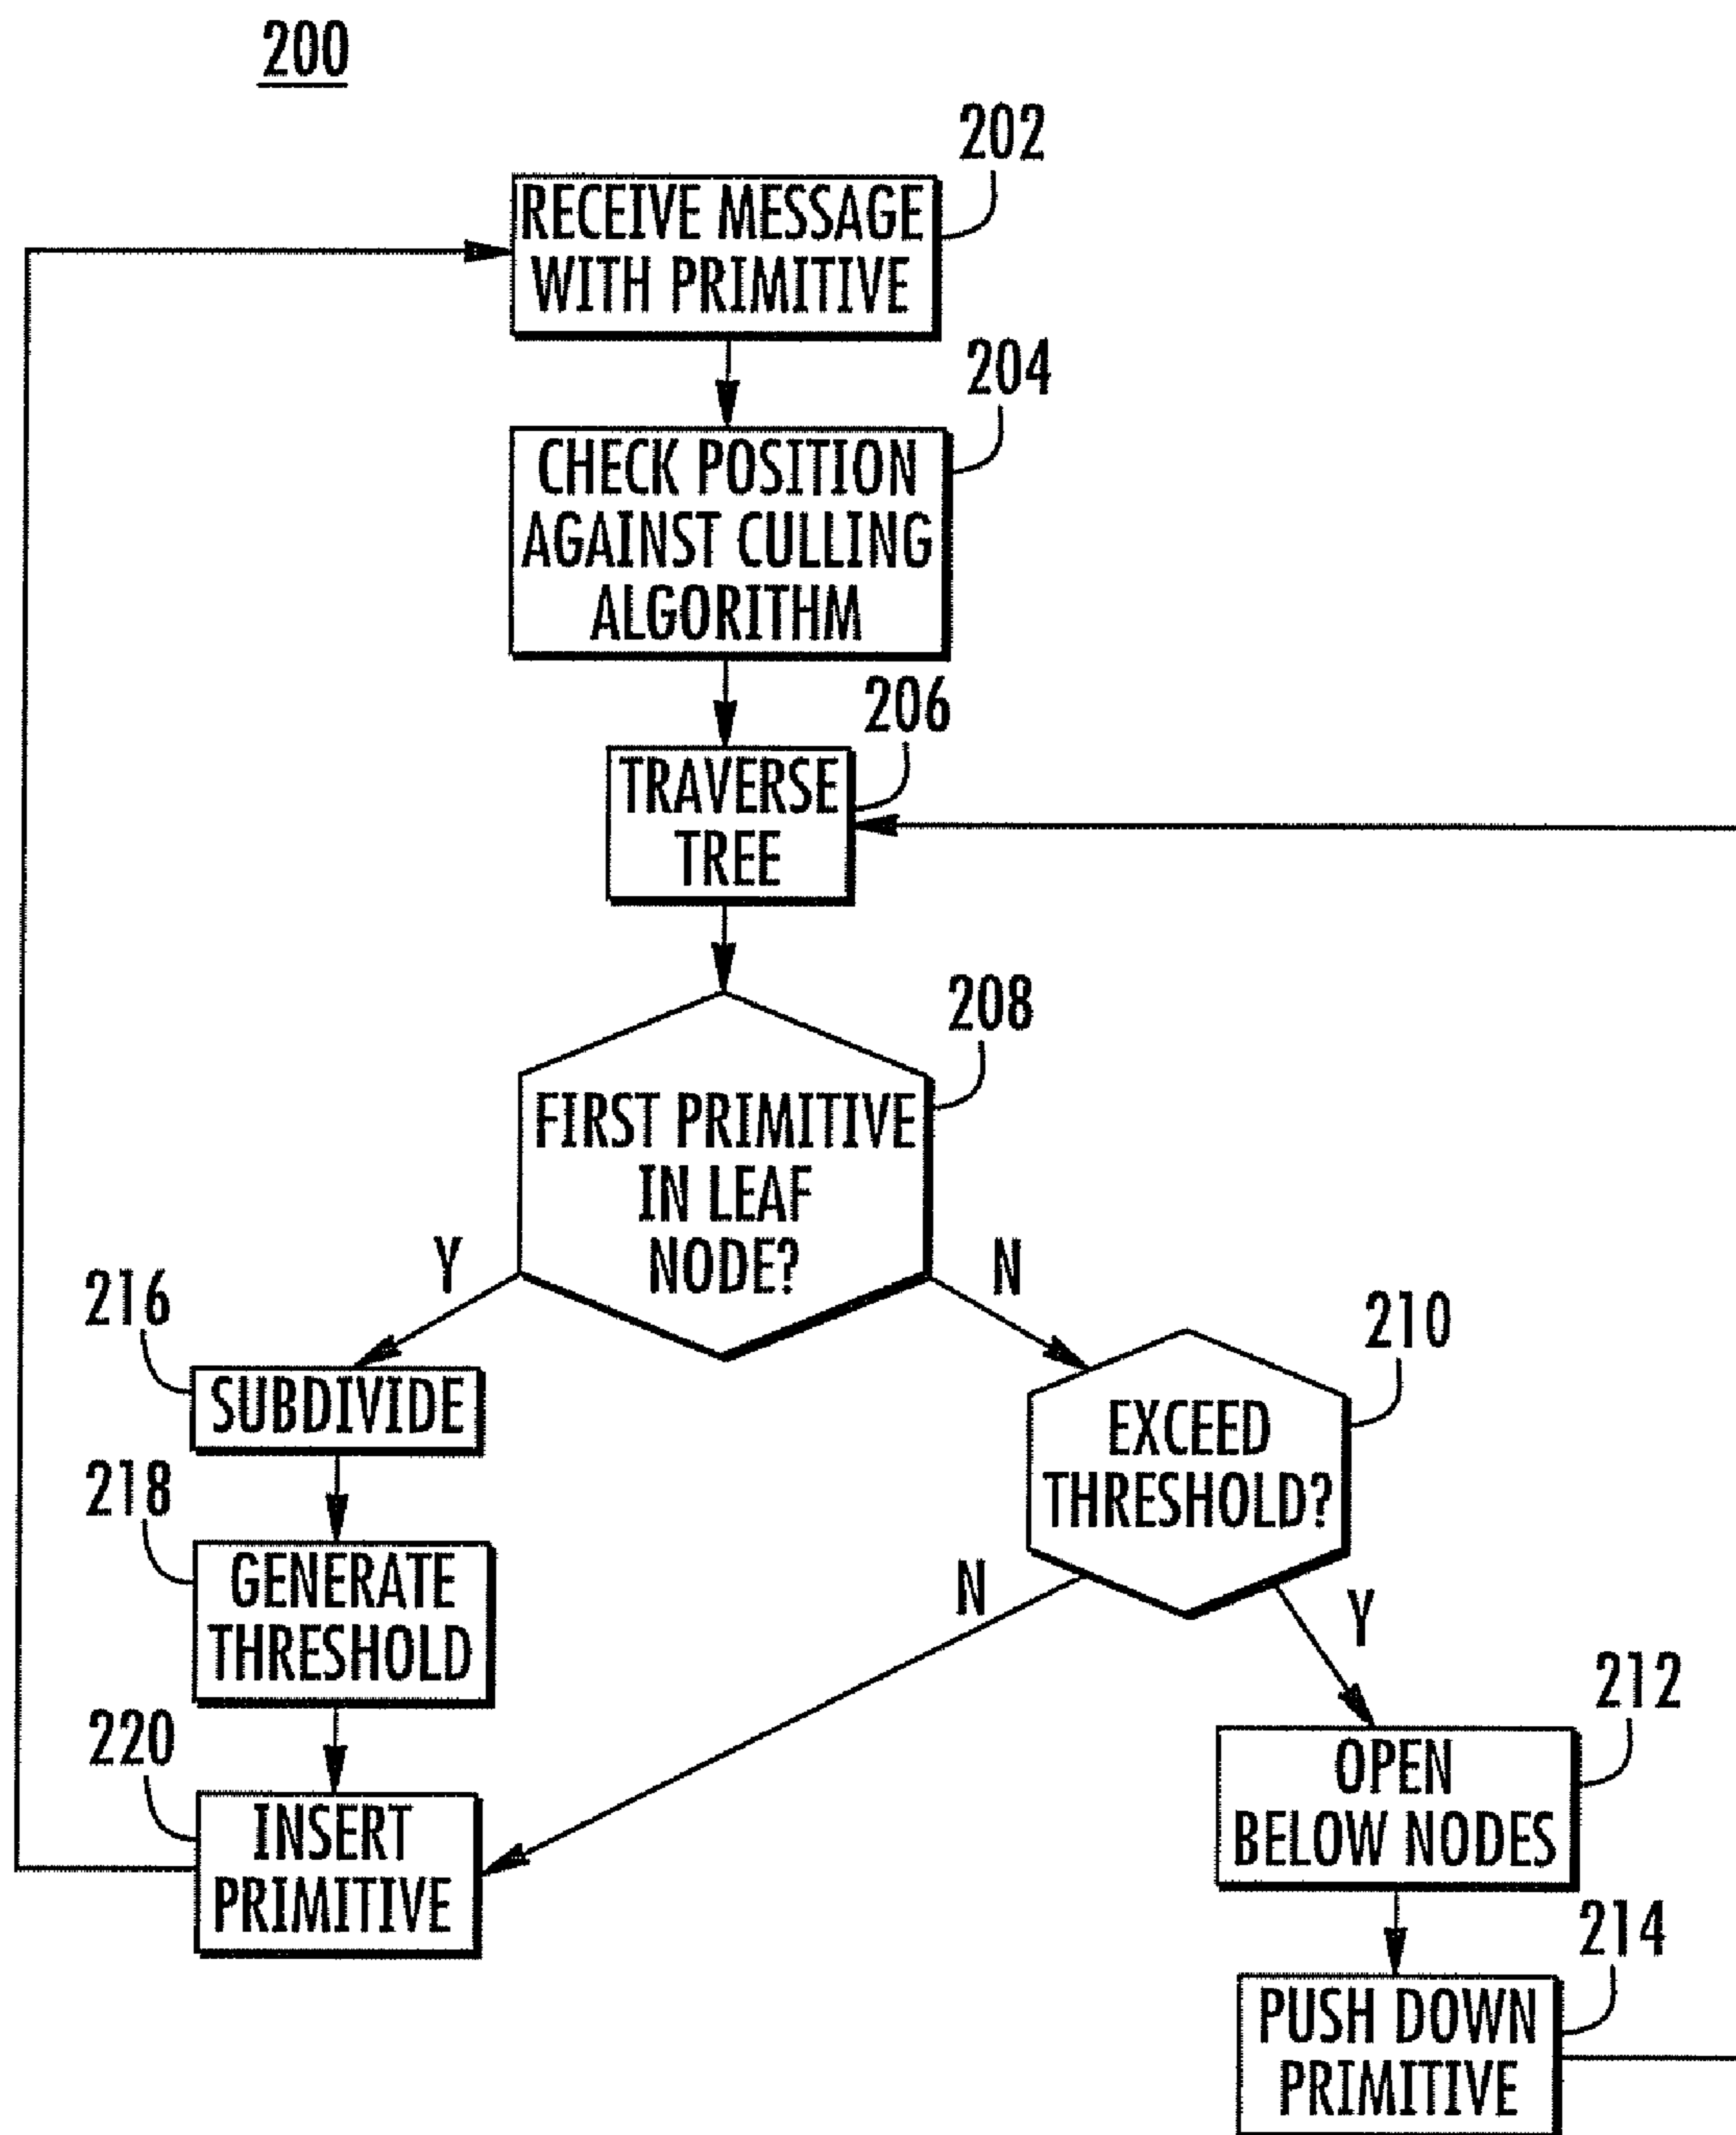 200
202
RECEIVE MESSAGE
WITH PRIMITIVE
204
CHECK POSITION
AGAINST CULLING
ALGORITHM
206
TRAVERSE
TREE
208
FIRST PRIMITIVE
IN LEAF
NODE?
Y
N
216
SUBDIVIDE
210
EXCEED
THRESHOLD?
218
GENERATE
THRESHOLD
N
Y
220
INSERT
PRIMITIVE
212
OPEN
BELOW NODES
214
PUSH DOWN
PRIMITIVE